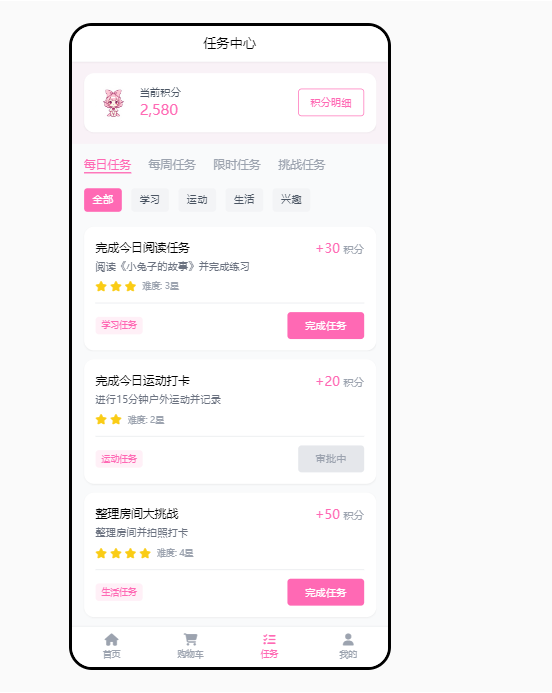 任务中心
当前积分
2,580
积分明细
每日任务 每周任务 限时任务 挑战任务
全部 学习 运动 生活 兴趣
完成今日阅读任务 +30 积分
阅读《小兔子的故事》并完成练习
难度: 3星
学习任务 完成任务
完成今日运动打卡 +20 积分
进行15分钟户外运动并记录
难度: 2星
运动任务 审批中
整理房间大挑战 +50 积分
整理房间并拍照打卡
难度: 4星
生活任务 完成任务
首页 购物车 任务 我的